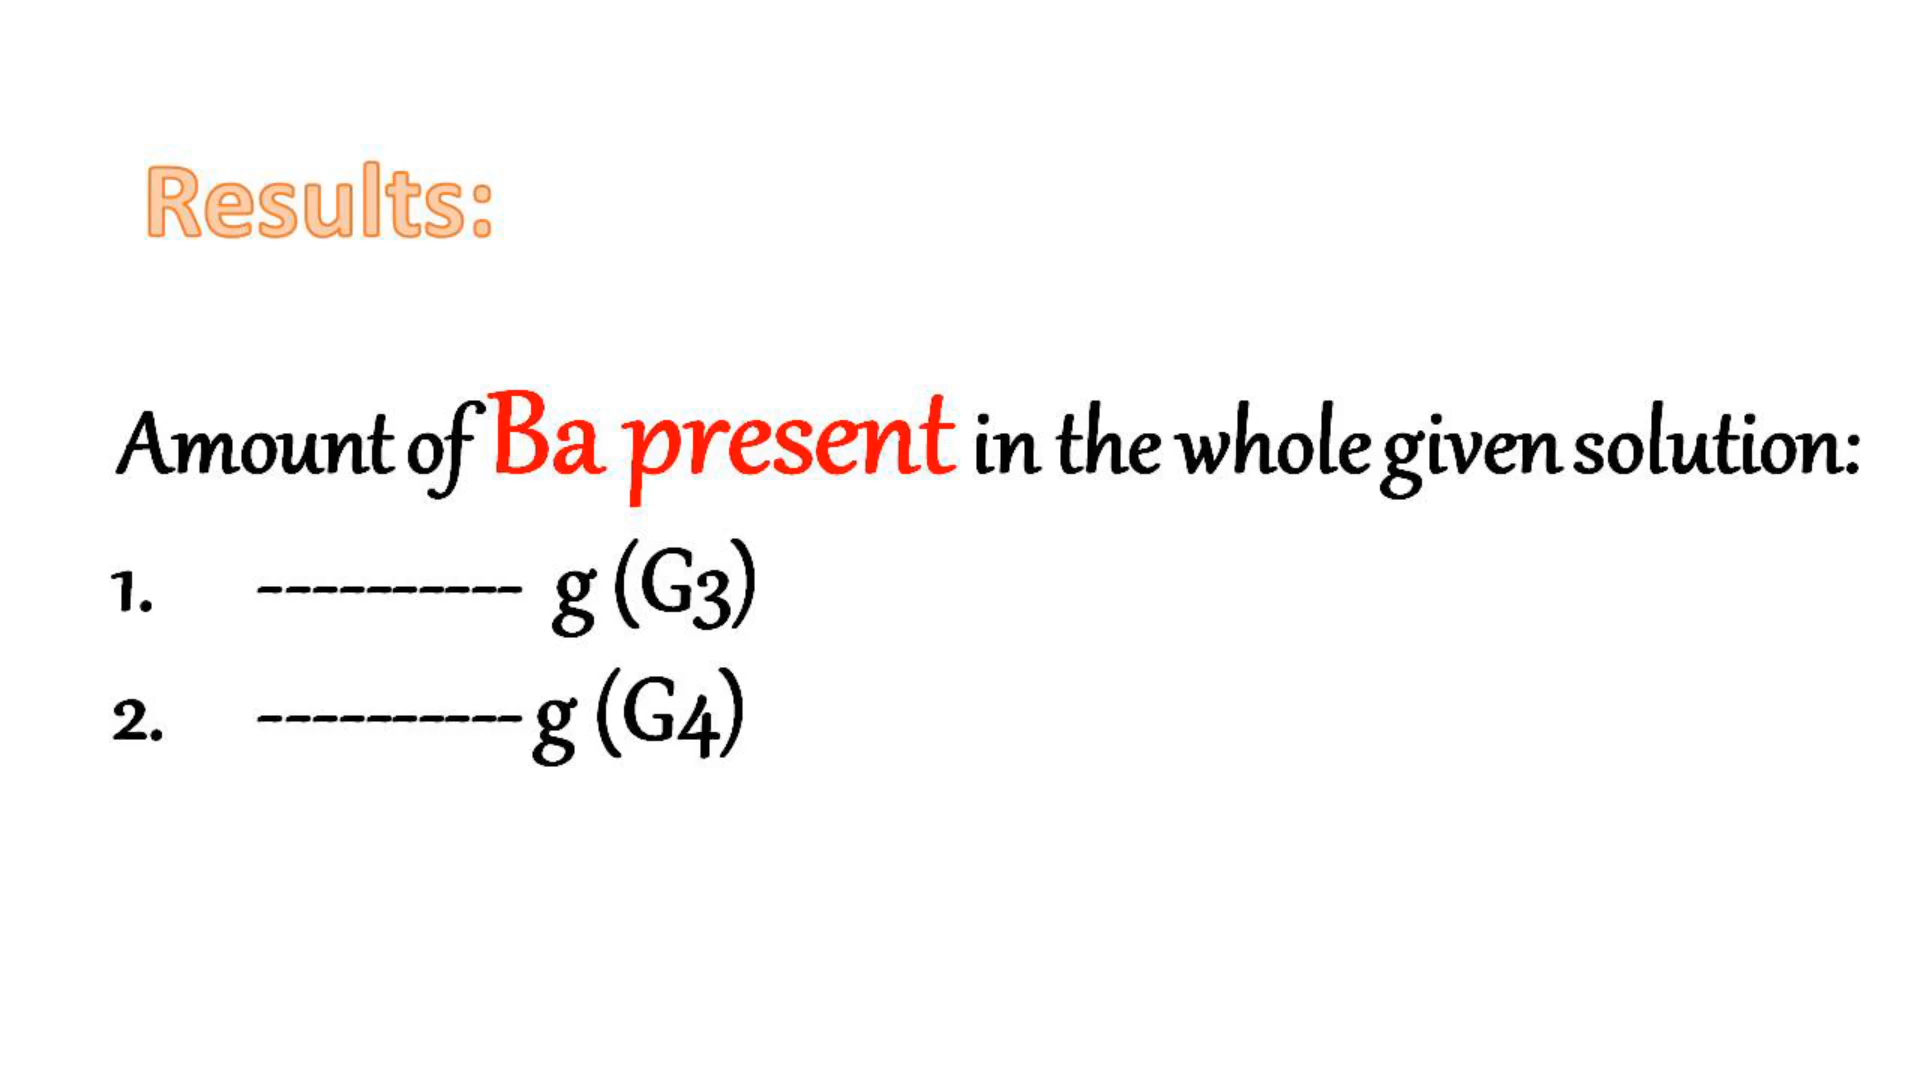 Results:
Amount of Ba present in the whole given solution:
1. ---------- g (G3)
2. ---------- g (G4)